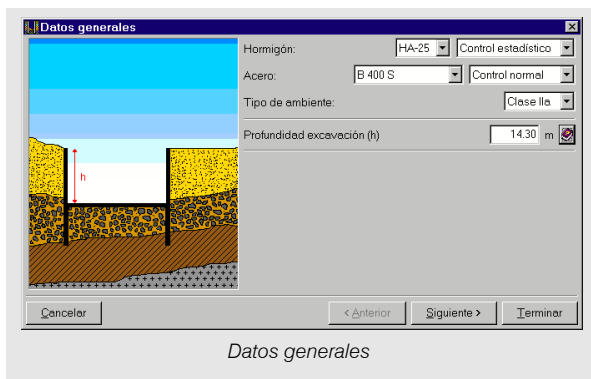 Datos generales
Hormigón: HA-25 Control estadístico
Acero: B 400 S Control normal
Tipo de ambiente: Clase IIa
Profundidad excavación (h) 14.30 m
h
Cancelar < Anterior Siguiente > Terminar
Datos generales